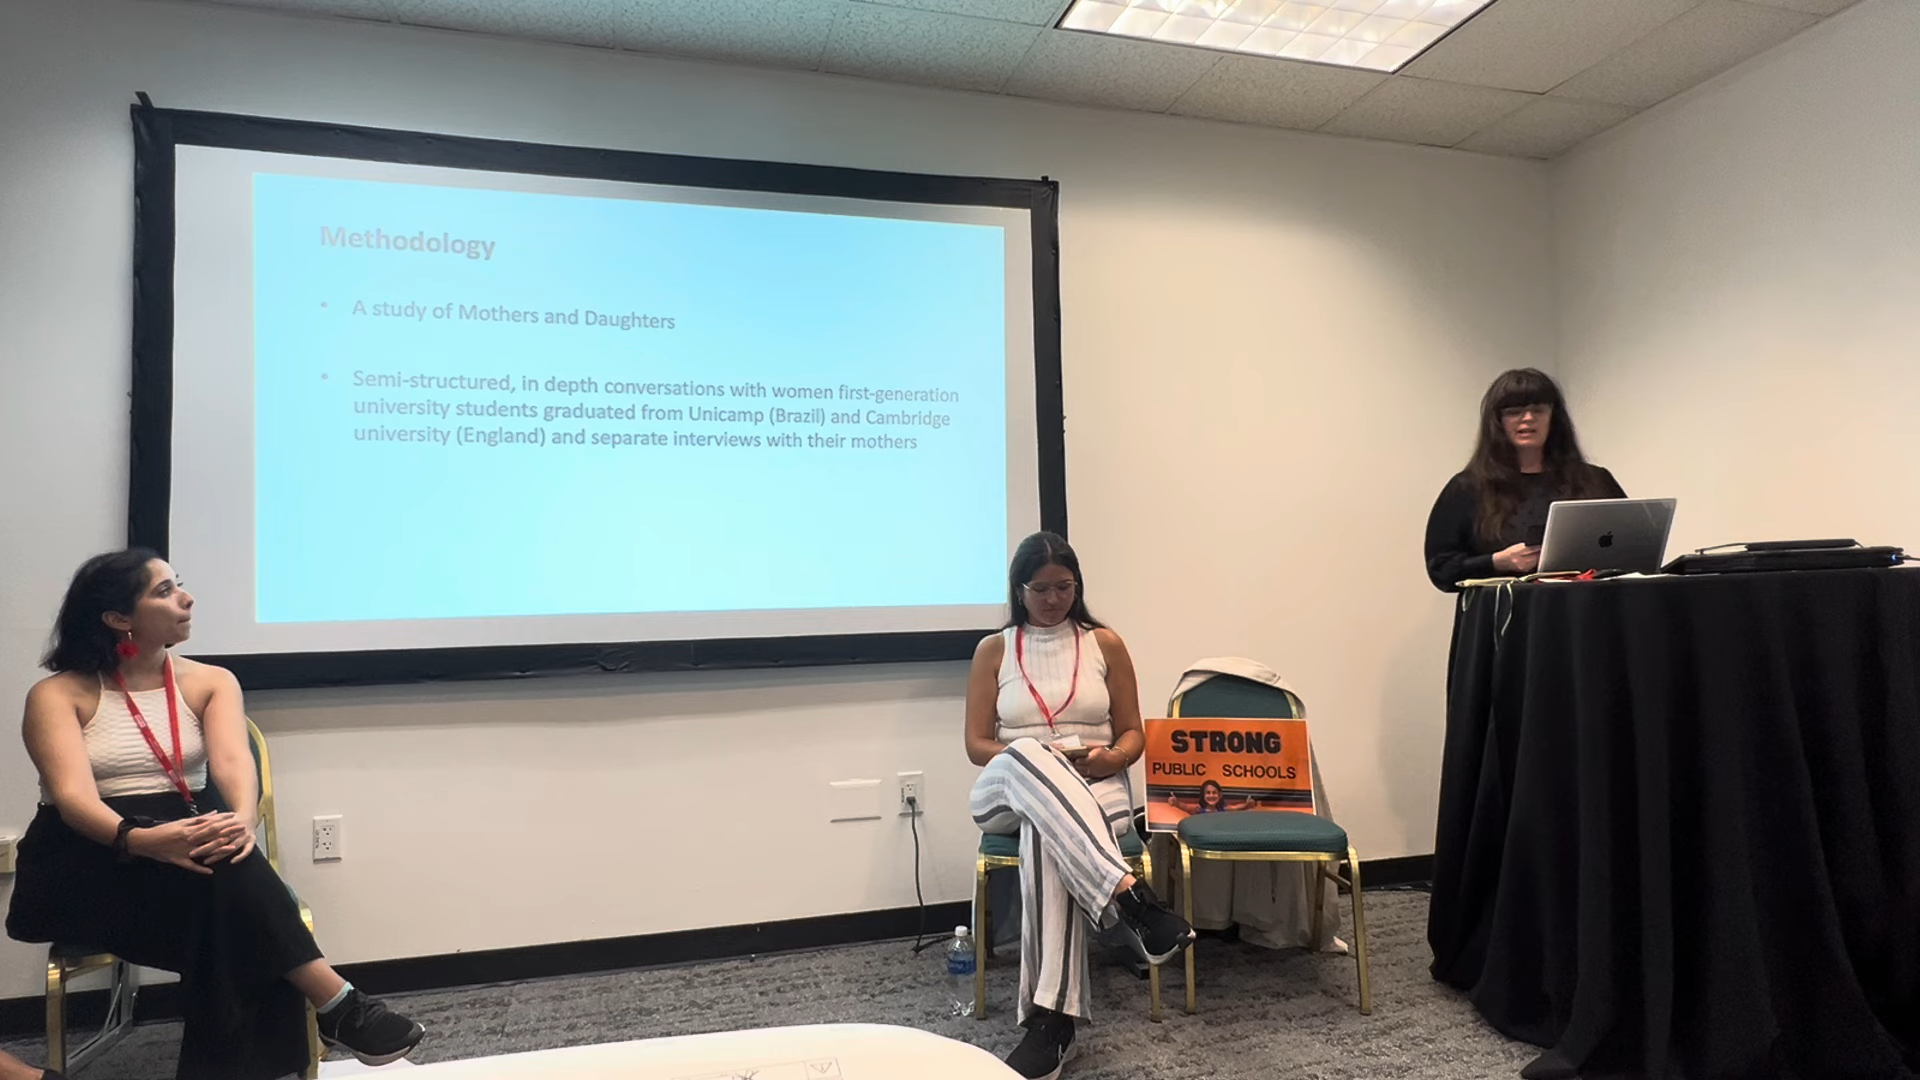 Methodology
• A study of Mothers and Daughters
• Semi-structured, in depth conversations with women first-generation
university students graduated from Unicamp (Brazil) and Cambridge
university (England) and separate interviews with their mothers
STRONG
PUBLIC SCHOOLS